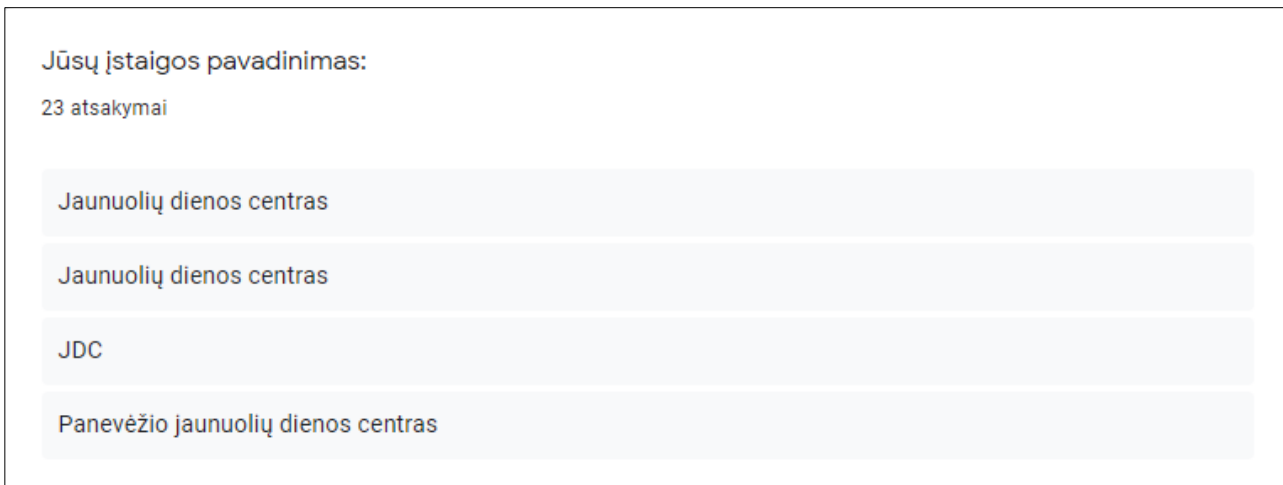 Jūsų įstaigos pavadinimas:
23 atsakymai
Jaunuolių dienos centras
Jaunuolių dienos centras
JDC
Panevėžio jaunuolių dienos centras